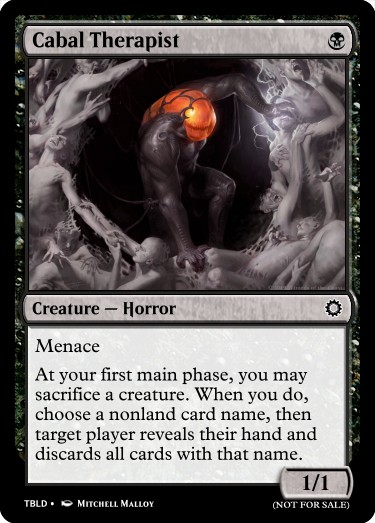 Cabal Therapist
Creature — Horror
Menace
At your first main phase, you may
sacrifice a creature. When you do,
choose a nonland card name, then
target player reveals their hand and
discards all cards with that name.
1/1
TBLD • Mitchell Malloy
(NOT FOR SALE)